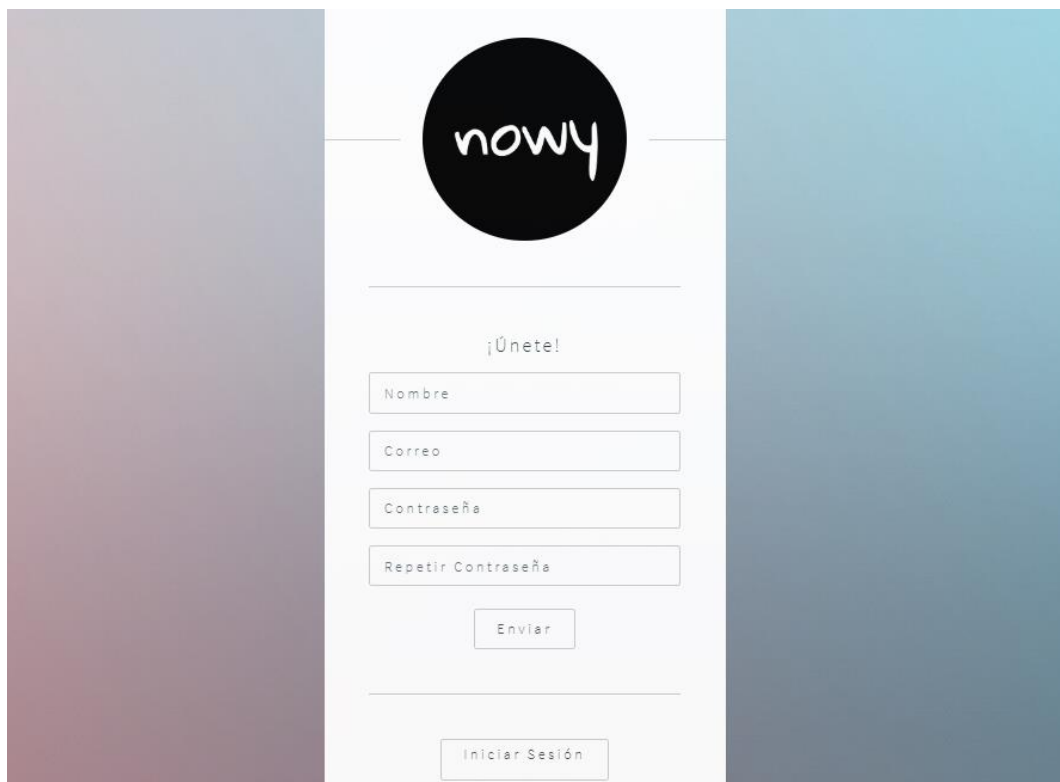 nowy
¡Únete!
Nombre
Correo
Contraseña
Repetir Contraseña
Enviar
Iniciar Sesión